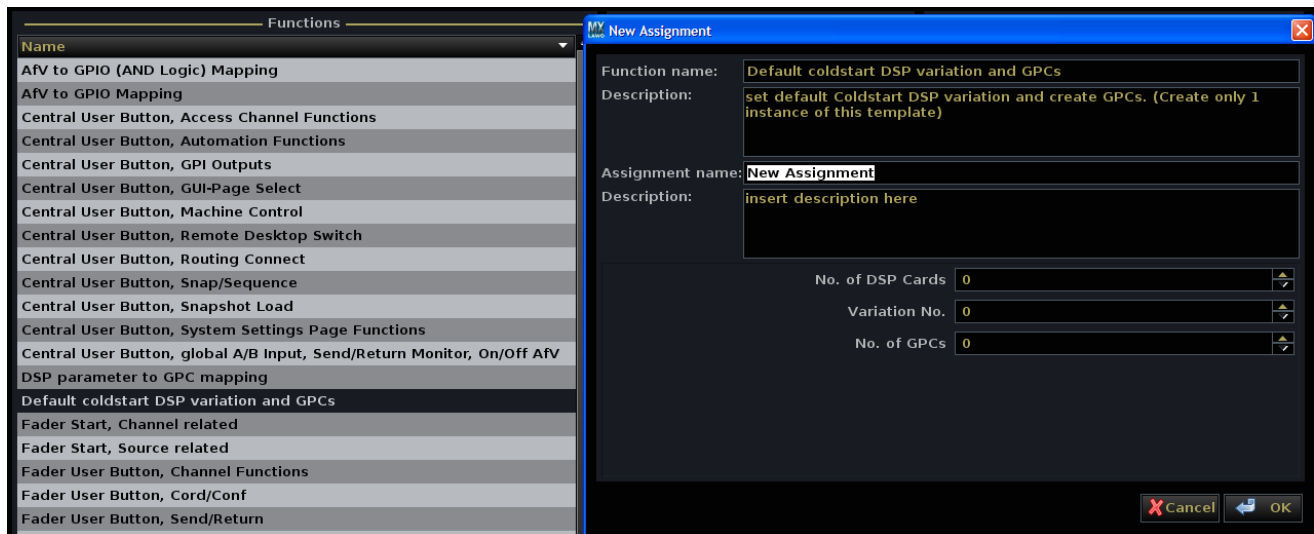 Functions
Name
AfV to GPIO (AND Logic) Mapping
AfV to GPIO Mapping
Central User Button, Access Channel Functions
Central User Button, Automation Functions
Central User Button, GPI Outputs
Central User Button, GUI-Page Select
Central User Button, Machine Control
Central User Button, Remote Desktop Switch
Central User Button, Routing Connect
Central User Button, Snap/Sequence
Central User Button, Snapshot Load
Central User Button, System Settings Page Functions
Central User Button, global A/B Input, Send/Return Monitor, On/Off AfV
DSP parameter to GPC mapping
Default coldstart DSP variation and GPCs
Fader Start, Channel related
Fader Start, Source related
Fader User Button, Channel Functions
Fader User Button, Cord/Conf
Fader User Button, Send/Return
MX LAWO New Assignment
Function name: Default coldstart DSP variation and GPCs
Description: set default Coldstart DSP variation and create GPCs. (Create only 1
instance of this template)
Assignment name: New Assignment
Description: insert description here
No. of DSP Cards 0
Variation No. 0
No. of GPCs 0
Cancel OK